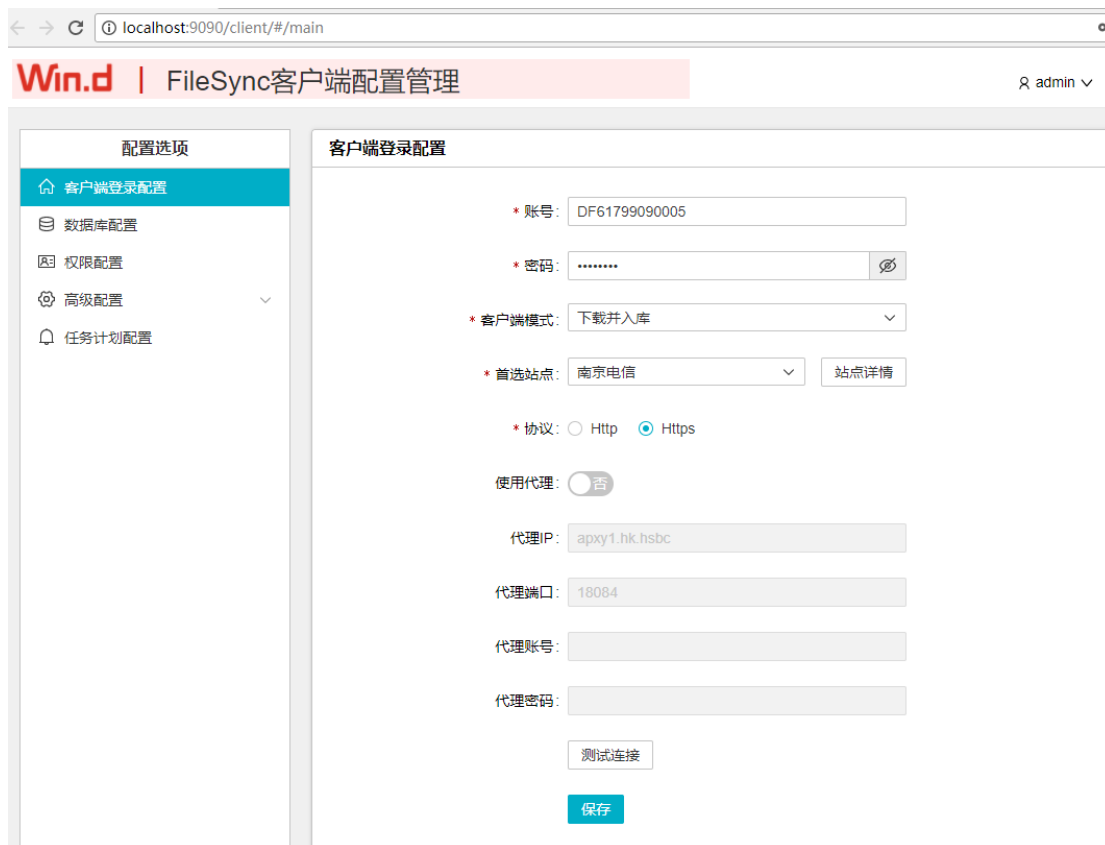 localhost:9090/client/#/main
Win.d | FileSync客户端配置管理
admin
配置选项
客户端登录配置
数据库配置
权限配置
高级配置
任务计划配置
客户端登录配置
* 账号: DF61799090005
* 密码: ••••••••
* 客户端模式: 下载并入库
* 首选站点: 南京电信 站点详情
* 协议: Http Https
使用代理: 否
代理IP: apxy1.hk.hsbc
代理端口: 18084
代理账号:
代理密码:
测试连接
保存